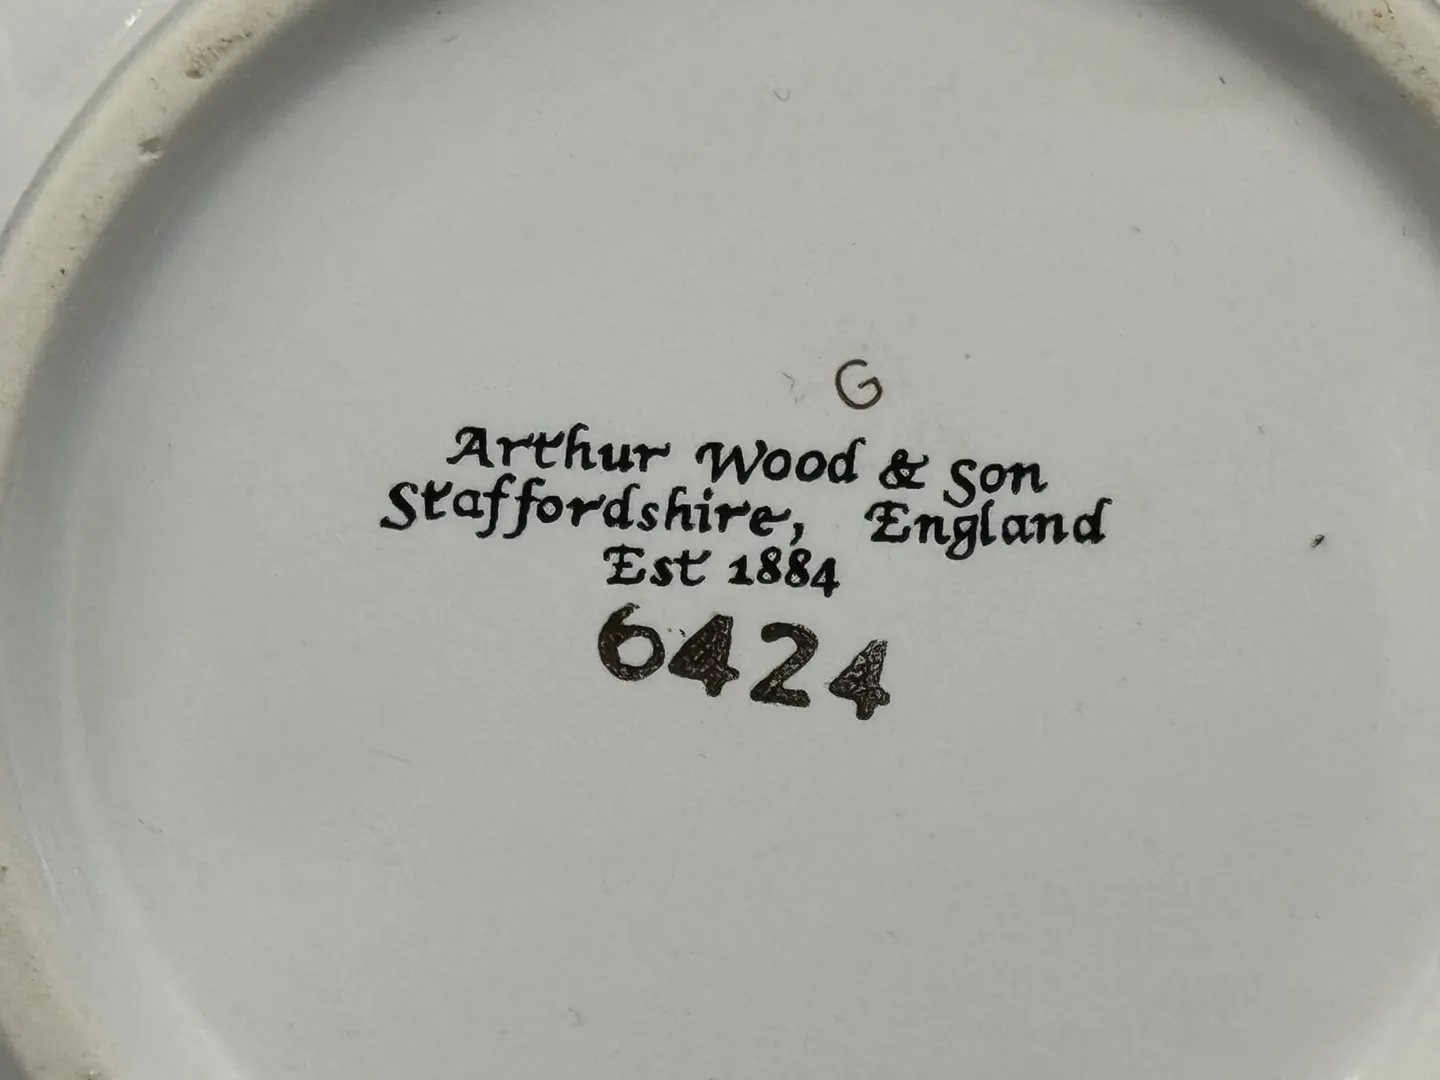 G
Arthur Wood & Son
Staffordshire, England
Est 1884
6424